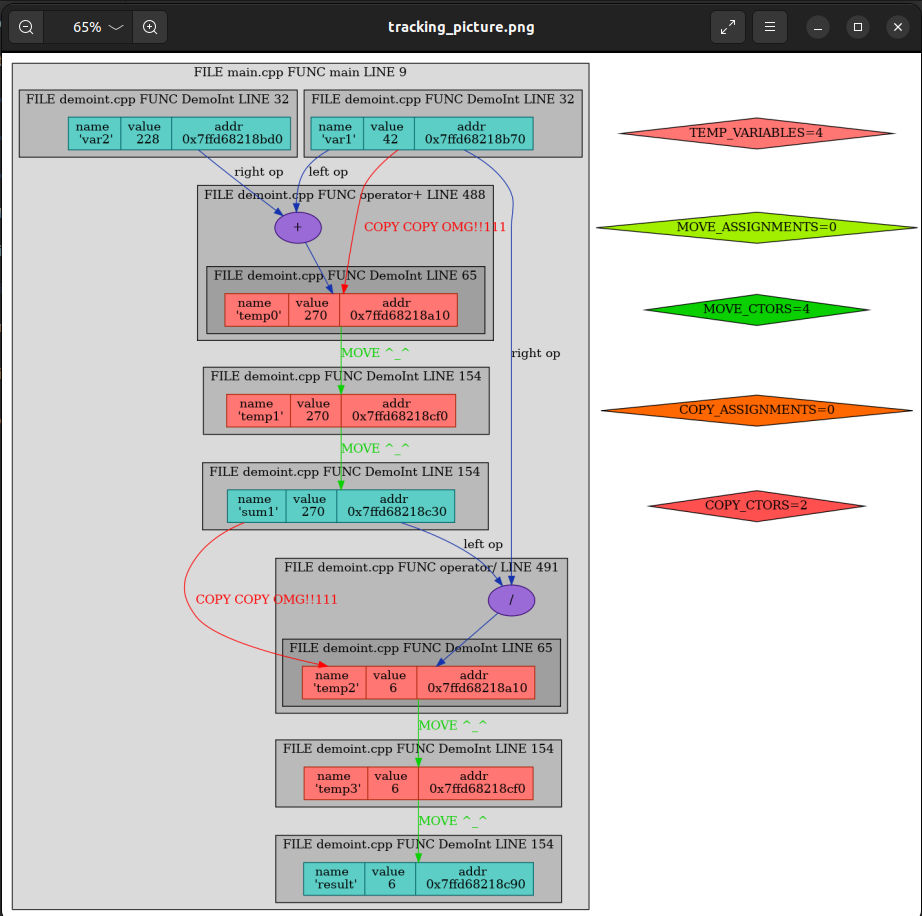 65%
tracking_picture.png
FILE main.cpp FUNC main LINE 9
FILE demoint.cpp FUNC DemoInt LINE 32
name value addr
'var2' 228 0x7ffd68218bd0
FILE demoint.cpp FUNC DemoInt LINE 32
name value addr
'var1' 42 0x7ffd68218b70
right op
left op
FILE demoint.cpp FUNC operator+ LINE 488
+
COPY COPY OMG!!111
FILE demoint.cpp FUNC DemoInt LINE 65
name value addr
'temp0' 270 0x7ffd68218a10
MOVE ^_^
right op
FILE demoint.cpp FUNC DemoInt LINE 154
name value addr
'temp1' 270 0x7ffd68218cf0
MOVE ^_^
FILE demoint.cpp FUNC DemoInt LINE 154
name value addr
'sum1' 270 0x7ffd68218c30
left op
FILE demoint.cpp FUNC operator/ LINE 491
/
COPY COPY OMG!!111
FILE demoint.cpp FUNC DemoInt LINE 65
name value addr
'temp2' 6 0x7ffd68218a10
MOVE ^_^
FILE demoint.cpp FUNC DemoInt LINE 154
name value addr
'temp3' 6 0x7ffd68218cf0
MOVE ^_^
FILE demoint.cpp FUNC DemoInt LINE 154
name value addr
'result' 6 0x7ffd68218c90
TEMP_VARIABLES=4
MOVE_ASSIGNMENTS=0
MOVE_CTORS=4
COPY_ASSIGNMENTS=0
COPY_CTORS=2